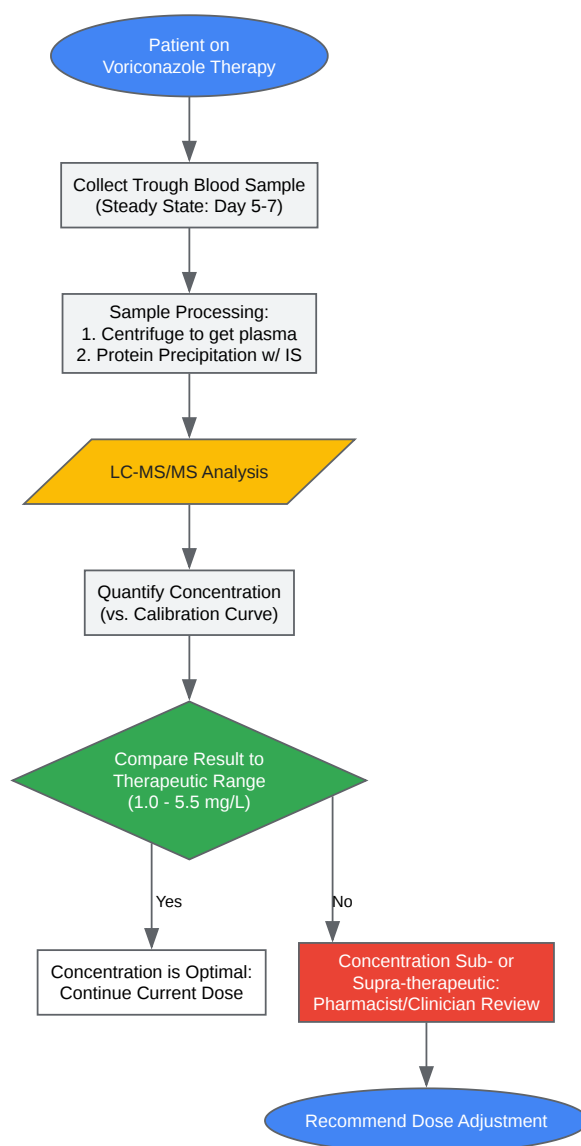 Patient on
Voriconazole Therapy
Collect Trough Blood Sample
(Steady State: Day 5-7)
Sample Processing:
1. Centrifuge to get plasma
2. Protein Precipitation w/ IS
LC-MS/MS Analysis
Quantify Concentration
(vs. Calibration Curve)
Compare Result to
Therapeutic Range
(1.0 - 5.5 mg/L)
Yes
No
Concentration is Optimal:
Continue Current Dose
Concentration Sub- or
Supra-therapeutic:
Pharmacist/Clinician Review
Recommend Dose Adjustment